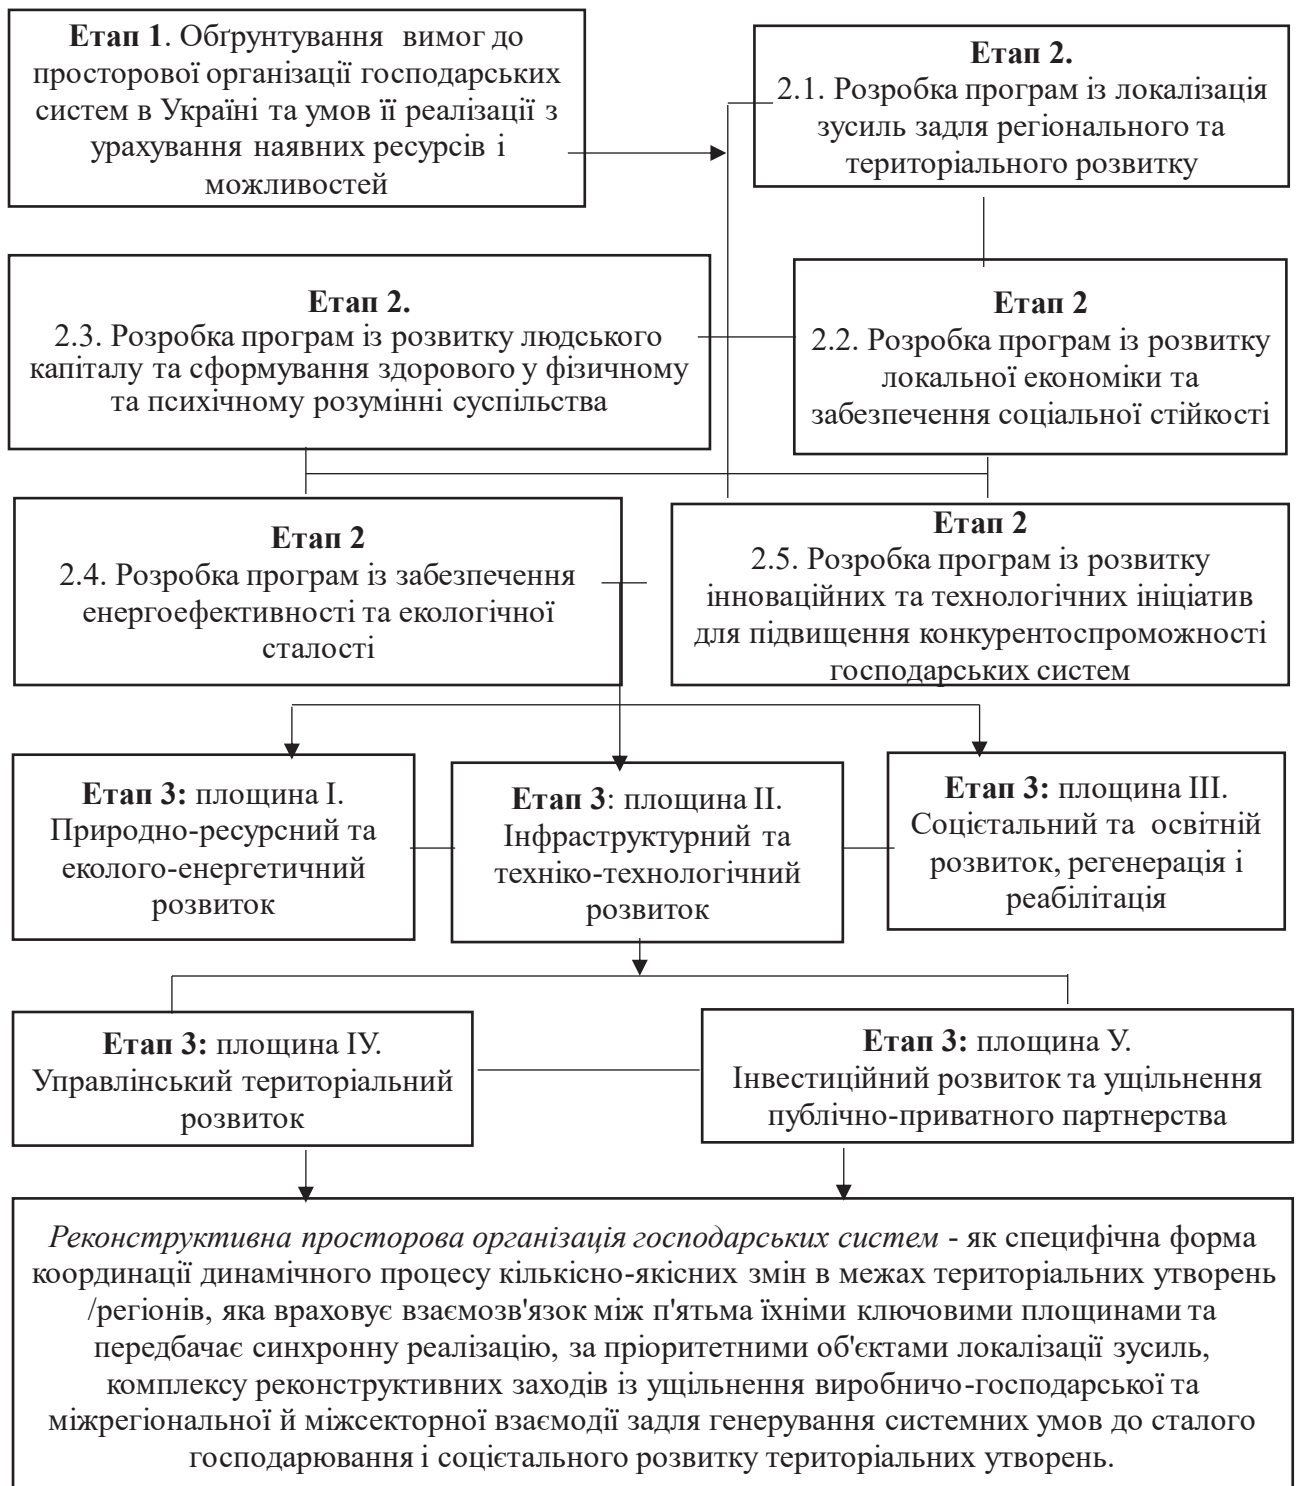 Етап 1. Обґрунтування вимог до
просторової організації господарських
систем в Україні та умов її реалізації з
урахування наявних ресурсів і
можливостей
Етап 2.
2.1. Розробка програм із локалізація
зусиль задля регіонального та
територіального розвитку
Етап 2.
2.3. Розробка програм із розвитку людського
капіталу та сформування здорового у фізичному
та психічному розумінні суспільства
Етап 2
2.2. Розробка програм із розвитку
локальної економіки та
забезпечення соціальної стійкості
Етап 2
2.4. Розробка програм із забезпечення
енергоефективності та екологічної
сталості
Етап 2
2.5. Розробка програм із розвитку
інноваційних та технологічних ініціатив
для підвищення конкурентоспроможності
господарських систем
Етап 3: площина І.
Природно-ресурсний та
еколого-енергетичний
розвиток
Етап 3: площина ІІ.
Інфраструктурний та
техніко-технологічний
розвиток
Етап 3: площина ІІІ.
Соцієтальний та освітній
розвиток, регенерація і
реабілітація
Етап 3: площина ІУ.
Управлінський територіальний
розвиток
Етап 3: площина У.
Інвестиційний розвиток та ущільнення
публічно-приватного партнерства
Реконструктивна просторова організація господарських систем - як специфічна форма
координації динамічного процесу кількісно-якісних змін в межах територіальних утворень
/регіонів, яка враховує взаємозв'язок між п'ятьма їхніми ключовими площинами та
передбачає синхронну реалізацію, за пріоритетними об'єктами локалізації зусиль,
комплексу реконструктивних заходів із ущільнення виробничо-господарської та
міжрегіональної й міжсекторної взаємодії задля генерування системних умов до сталого
господарювання і соцієтального розвитку територіальних утворень.